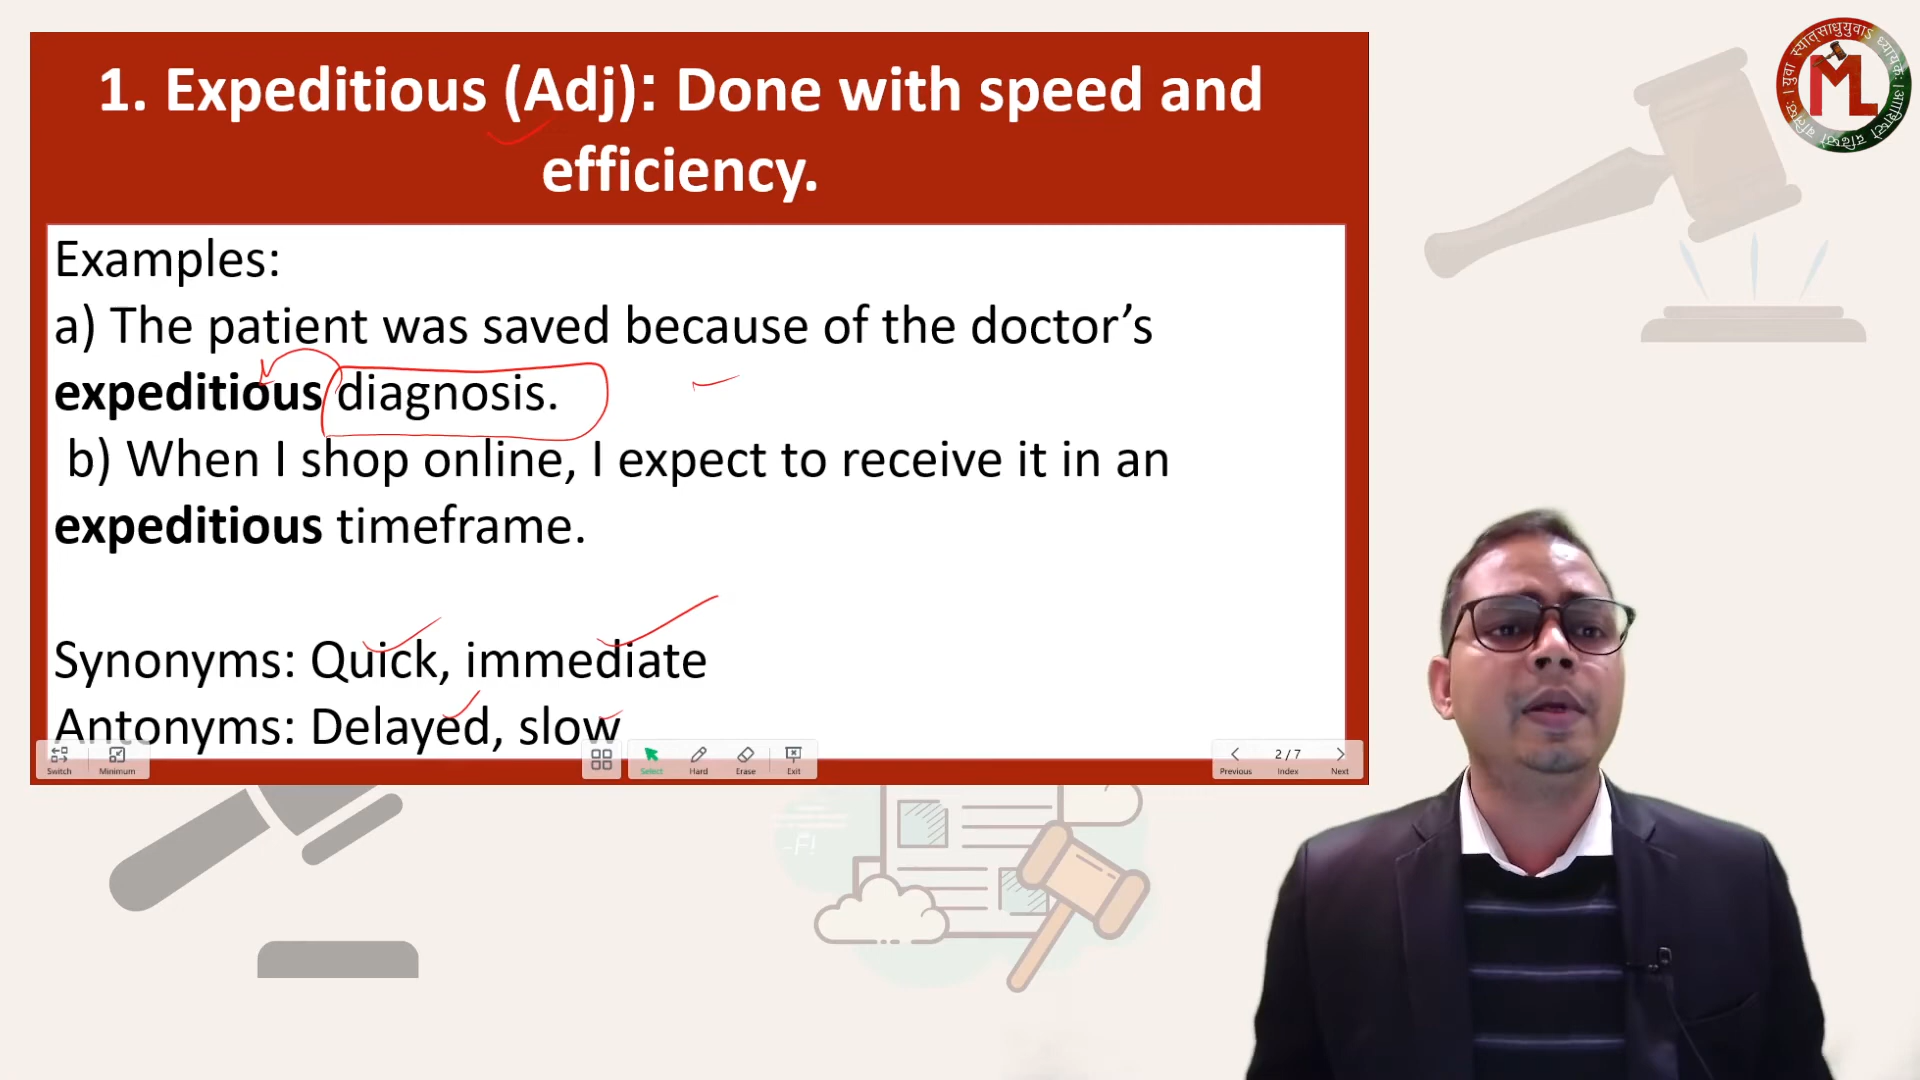 1. Expeditious (Adj): Done with speed and
efficiency.
Examples:
a) The patient was saved because of the doctor’s
expeditious diagnosis.
b) When I shop online, I expect to receive it in an
expeditious timeframe.
Synonyms: Quick, immediate
Antonyms: Delayed, slow
Switch
Minimum
Select
Hard
Erase
Exit
Previous
2 / 7
Index
Next
ML